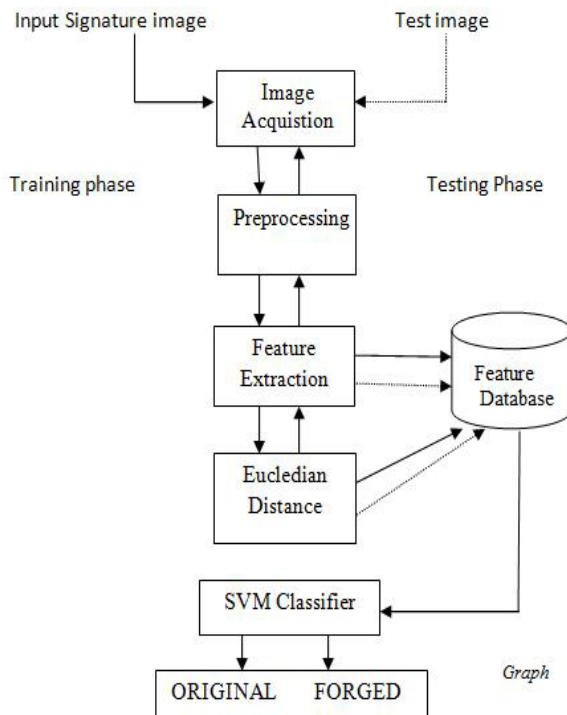 Input Signature image
Test image
Image
Acquistion
Training phase
Testing Phase
Preprocessing
Feature
Extraction
Feature
Database
Eucledian
Distance
SVM Classifier
ORIGINAL FORGED
Graph